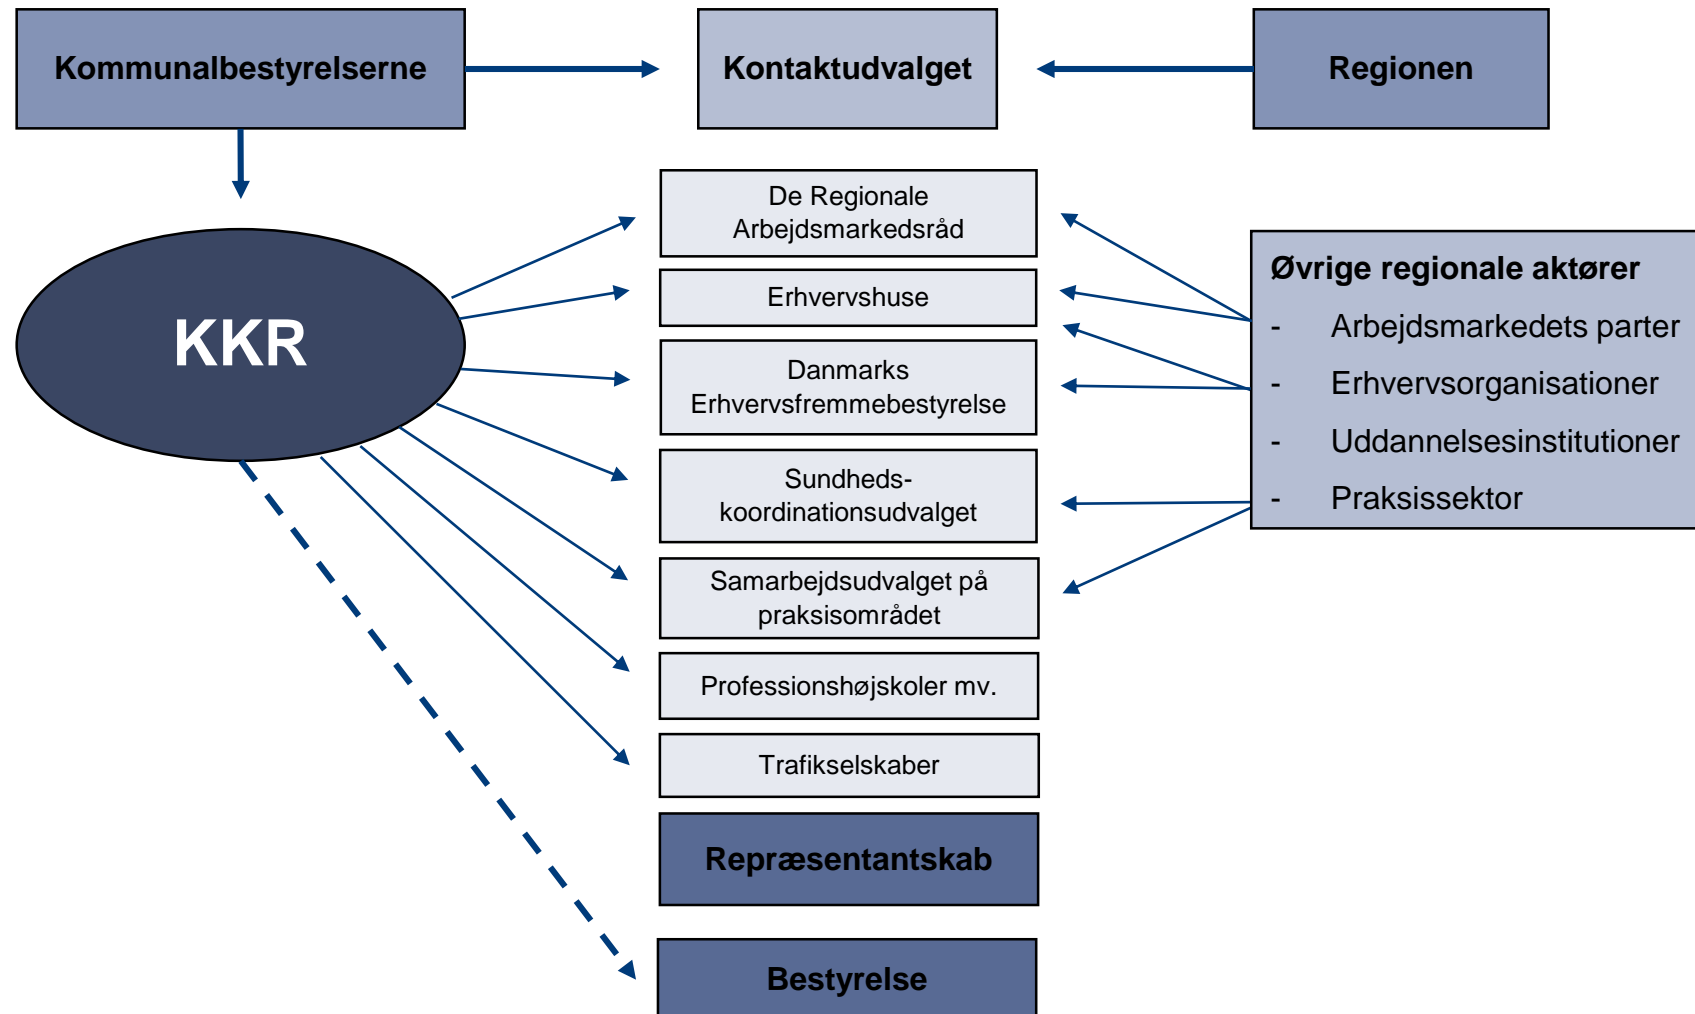 Kommunalbestyrelserne
Kontaktudvalget
Regionen
KKR
De Regionale
Arbejdsmarkedsråd
Erhvervshuse
Danmarks
Erhvervsfremmebestyrelse
Sundheds-
koordinationsudvalget
Samarbejdsudvalget på
praksisområdet
Professionshøjskoler mv.
Trafikselskaber
Repræsentantskab
Bestyrelse
Øvrige regionale aktører
- Arbejdsmarkedets parter
- Erhvervsorganisationer
- Uddannelsesinstitutioner
- Praksissektor